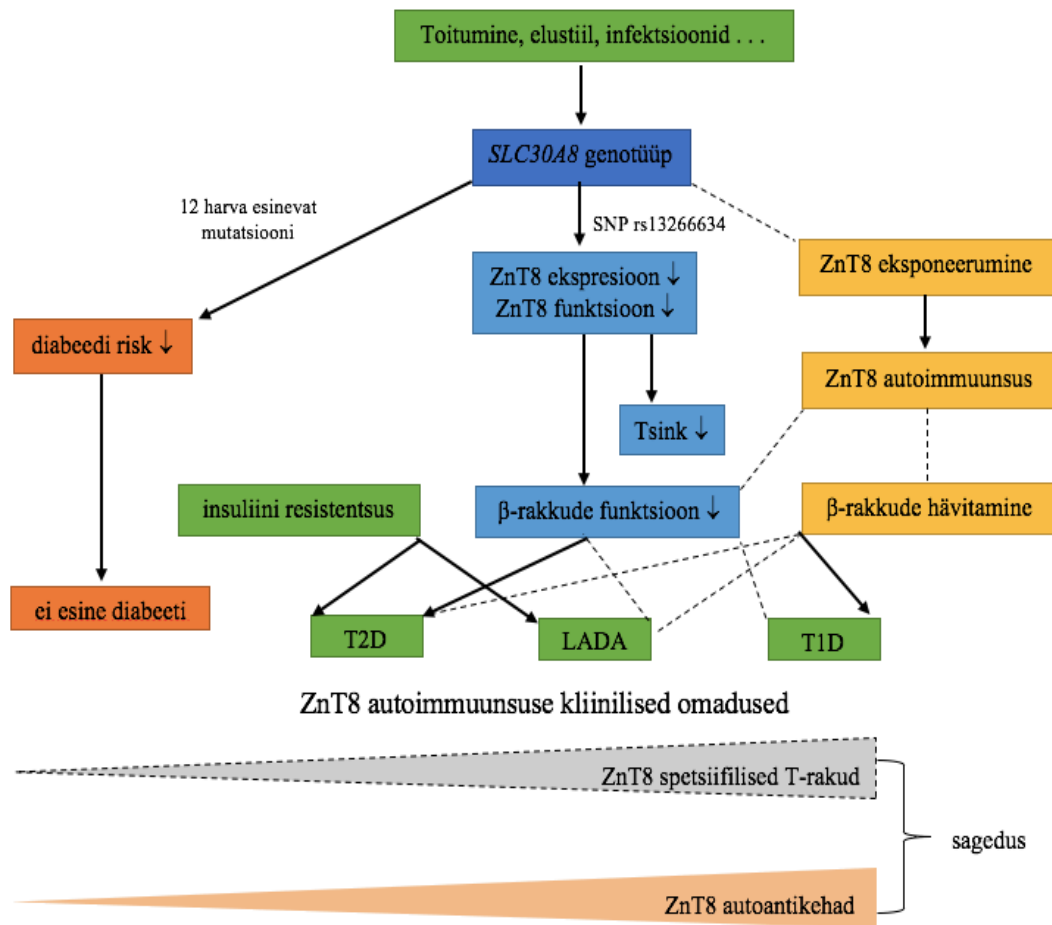 Toitumine, elustiil, infektsioonid . . .
SLC30A8 genotüüp
12 harva esinevat
mutatsiooni
SNP rs13266634
ZnT8 eksponeerumine
ZnT8 ekspresioon ↓
ZnT8 funktsioon ↓
diabeedi risk ↓
ZnT8 autoimmuunsus
Tsink ↓
insuliini resistentsus
β-rakkude funktsioon ↓
β-rakkude hävitamine
ei esine diabeeti
T2D
LADA
T1D
ZnT8 autoimmuunsuse kliinilised omadused
ZnT8 spetsiifilised T-rakud
sagedus
ZnT8 autoantikehad